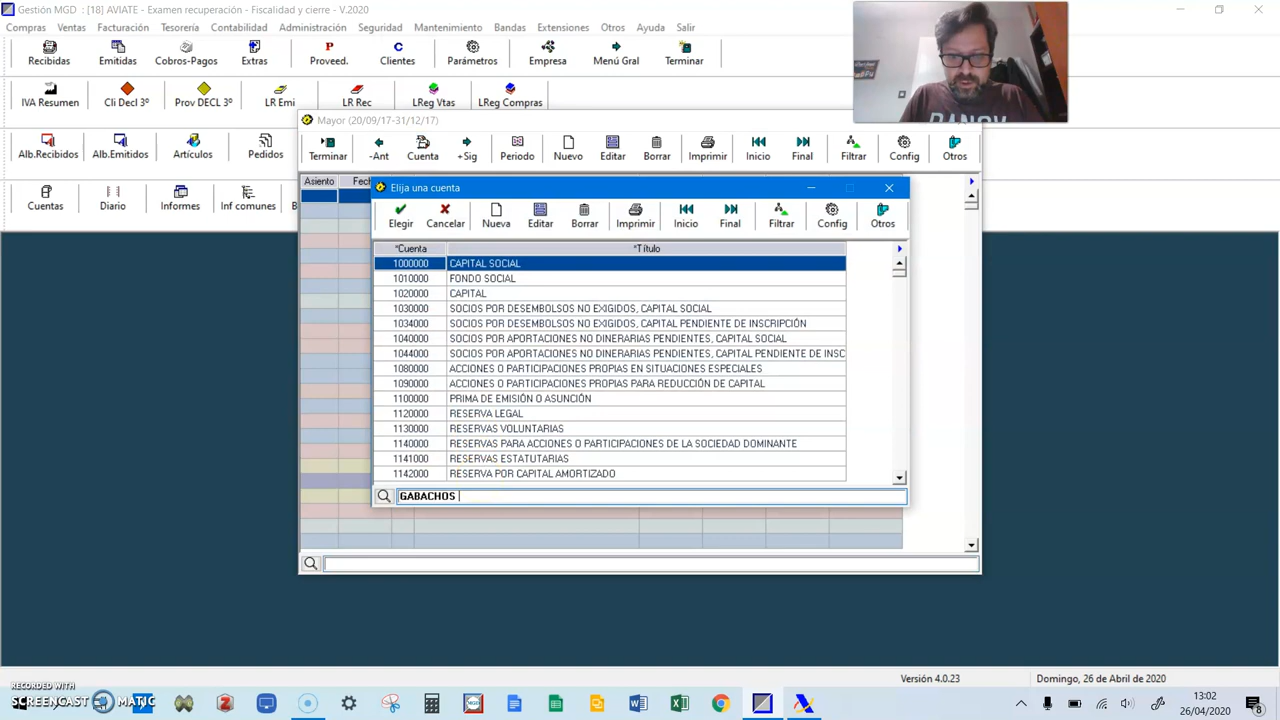 Gestión MGD : [18] AVIATE - Examen recuperación - Fiscalidad y cierre - V.2020
Compras Ventas Facturación Tesorería Contabilidad Administración Seguridad Mantenimiento Bandas Extensiones Otros Ayuda Salir
Recibidas Emitidas Cobros-Pagos Extras Proveed. Clientes Parámetros Empresa Menú Gral Terminar
IVA Resumen Cli Decl 3º Prov DECL 3º LR Emi LR Rec LReg Vtas LReg Compras
Mayor (20/09/17-31/12/17)
Alb.Recibidos Alb.Emitidos Artículos Pedidos
Terminar -Ant Cuenta +Sig Periodo Nuevo Editar Borrar Imprimir Inicio Final Filtrar Config Otros
Asiento
Elija una cuenta
Cuentas Diario Informes Inf comunes
Elegir Cancelar Nueva Editar Borrar Imprimir Inicio Final Filtrar Config Otros
*Cuenta *Título
1000000 CAPITAL SOCIAL
1010000 FONDO SOCIAL
1020000 CAPITAL
1030000 SOCIOS POR DESEMBOLSOS NO EXIGIDOS, CAPITAL SOCIAL
1034000 SOCIOS POR DESEMBOLSOS NO EXIGIDOS, CAPITAL PENDIENTE DE INSCRIPCIÓN
1040000 SOCIOS POR APORTACIONES NO DINERARIAS PENDIENTES, CAPITAL SOCIAL
1044000 SOCIOS POR APORTACIONES NO DINERARIAS PENDIENTES, CAPITAL PENDIENTE DE INSC
1080000 ACCIONES O PARTICIPACIONES PROPIAS EN SITUACIONES ESPECIALES
1090000 ACCIONES O PARTICIPACIONES PROPIAS PARA REDUCCIÓN DE CAPITAL
1100000 PRIMA DE EMISIÓN O ASUNCIÓN
1120000 RESERVA LEGAL
1130000 RESERVAS VOLUNTARIAS
1140000 RESERVAS PARA ACCIONES O PARTICIPACIONES DE LA SOCIEDAD DOMINANTE
1141000 RESERVAS ESTATUTARIAS
1142000 RESERVA POR CAPITAL AMORTIZADO
GABACHOS
Versión 4.0.23 Domingo, 26 de Abril de 2020
RECORDED WITH
SCREENCAST MATIC
13:02
26/04/2020
8